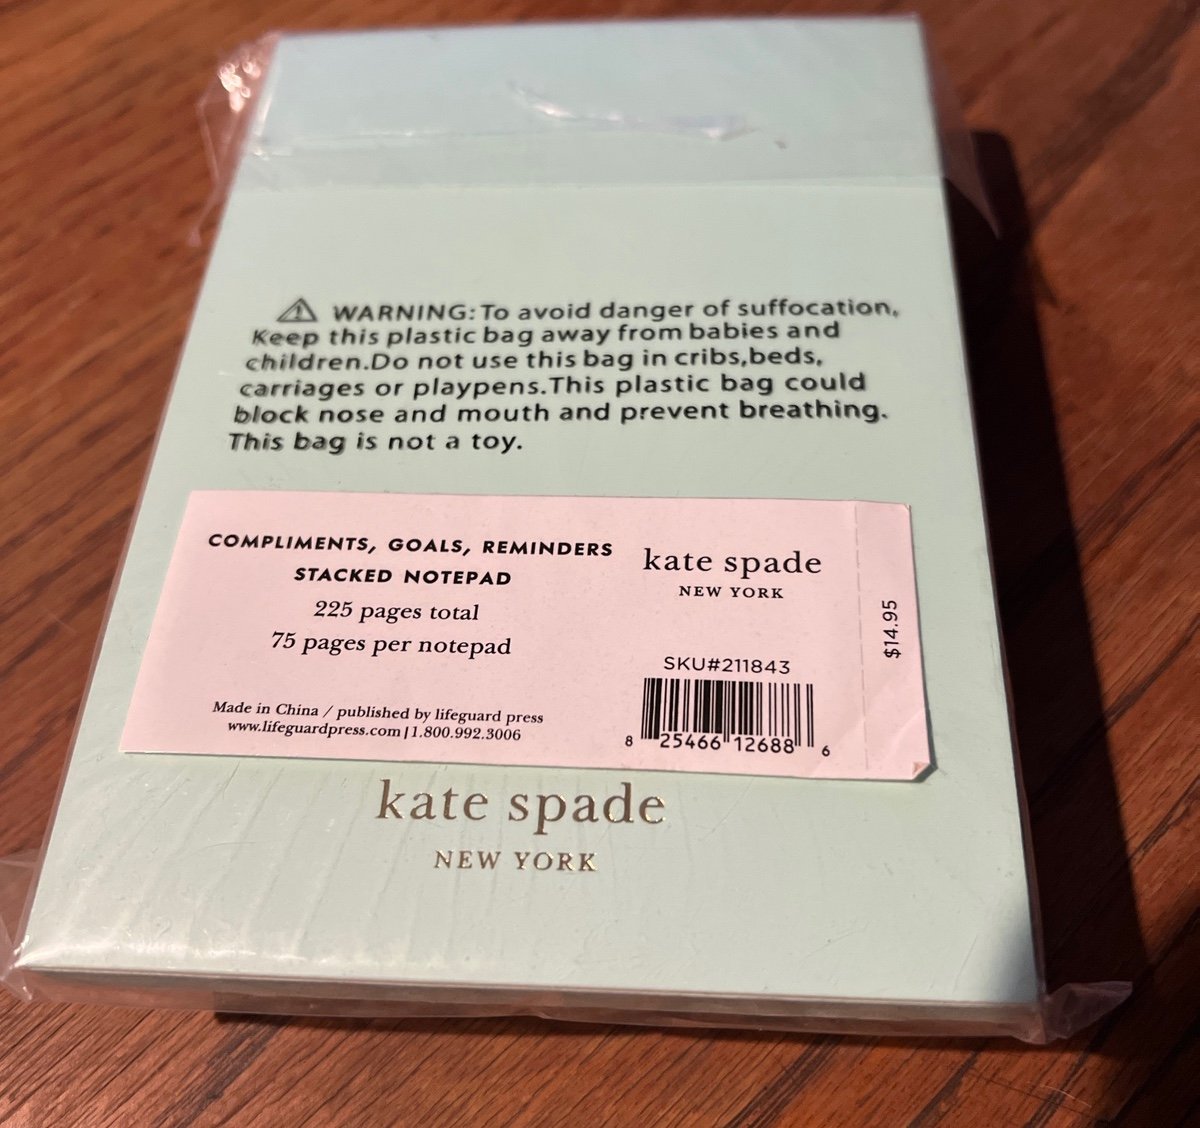 WARNING: To avoid danger of suffocation,
Keep this plastic bag away from babies and
children.Do not use this bag in cribs,beds,
carriages or playpens.This plastic bag could
block nose and mouth and prevent breathing.
This bag is not a toy.
COMPLIMENTS, GOALS, REMINDERS
STACKED NOTEPAD
225 pages total
75 pages per notepad
Made in China / published by lifeguard press
www.lifeguardpress.com | 1.800.992.3006
kate spade
NEW YORK
SKU#211843
8 25466 12688 6
$14.95
kate spade
NEW YORK